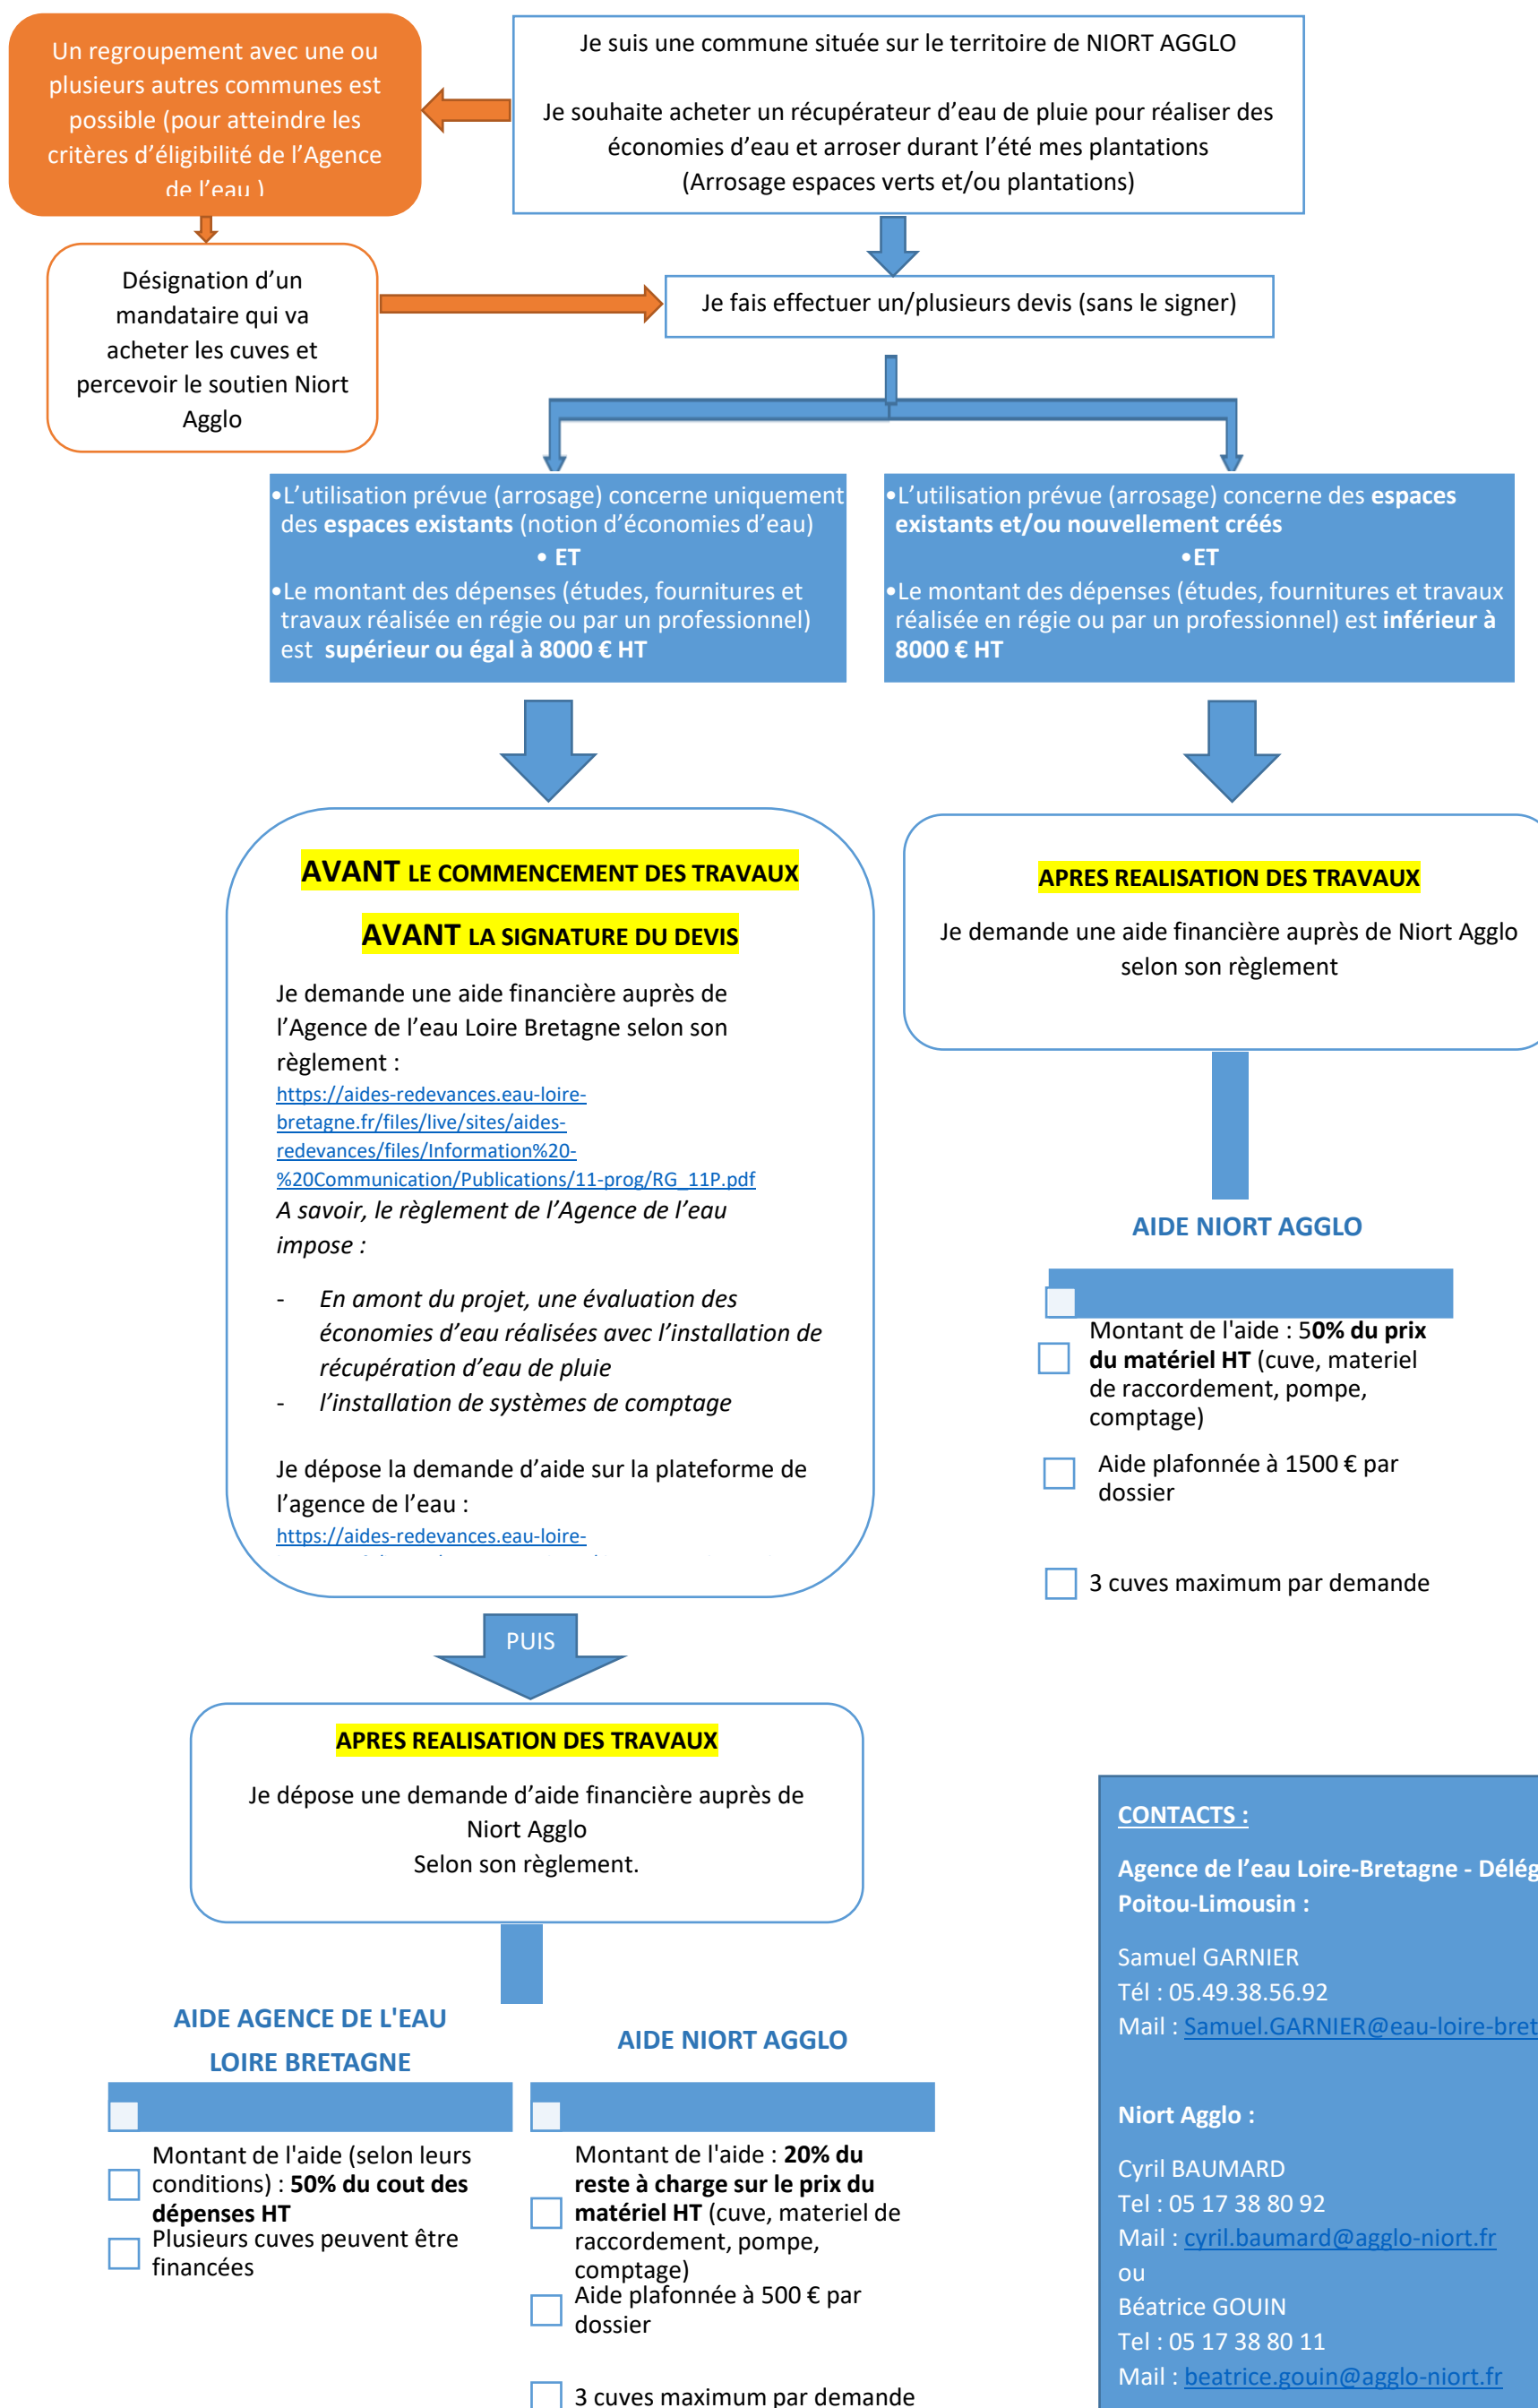 Un regroupement avec une ou
plusieurs autres communes est
possible (pour atteindre les
critères d'éligibilité de l'Agence
de l'eau )
Je suis une commune située sur le territoire de NIORT AGGLO
Je souhaite acheter un récupérateur d'eau de pluie pour réaliser des
économies d'eau et arroser durant l'été mes plantations
(Arrosage espaces verts et/ou plantations)
Désignation d'un
mandataire qui va
acheter les cuves et
percevoir le soutien Niort
Agglo
Je fais effectuer un/plusieurs devis (sans le signer)
•L'utilisation prévue (arrosage) concerne uniquement
des espaces existants (notion d'économies d'eau)
• ET
•Le montant des dépenses (études, fournitures et
travaux réalisée en régie ou par un professionnel)
est supérieur ou égal à 8000 € HT
•L'utilisation prévue (arrosage) concerne des espaces
existants et/ou nouvellement créés
•ET
•Le montant des dépenses (études, fournitures et travaux
réalisée en régie ou par un professionnel) est inférieur à
8000 € HT
AVANT LE COMMENCEMENT DES TRAVAUX
AVANT LA SIGNATURE DU DEVIS
Je demande une aide financière auprès de
l'Agence de l'eau Loire Bretagne selon son
règlement :
https://aides-redevances.eau-loire-
bretagne.fr/files/live/sites/aides-
redevances/files/Information%20-
%20Communication/Publications/11-prog/RG_11P.pdf
A savoir, le règlement de l'Agence de l'eau
impose :
- En amont du projet, une évaluation des
économies d'eau réalisées avec l'installation de
récupération d'eau de pluie
- l'installation de systèmes de comptage
Je dépose la demande d'aide sur la plateforme de
l'agence de l'eau :
https://aides-redevances.eau-loire-
APRES REALISATION DES TRAVAUX
Je demande une aide financière auprès de Niort Agglo
selon son règlement
AIDE NIORT AGGLO
Montant de l'aide : 50% du prix
du matériel HT (cuve, materiel
de raccordement, pompe,
comptage)
Aide plafonnée à 1500 € par
dossier
3 cuves maximum par demande
PUIS
APRES REALISATION DES TRAVAUX
Je dépose une demande d'aide financière auprès de
Niort Agglo
Selon son règlement.
AIDE AGENCE DE L'EAU
LOIRE BRETAGNE
Montant de l'aide (selon leurs
conditions) : 50% du cout des
dépenses HT
Plusieurs cuves peuvent être
financées
AIDE NIORT AGGLO
Montant de l'aide : 20% du
reste à charge sur le prix du
matériel HT (cuve, materiel de
raccordement, pompe,
comptage)
Aide plafonnée à 500 € par
dossier
3 cuves maximum par demande
CONTACTS :
Agence de l'eau Loire-Bretagne - Délég
Poitou-Limousin :
Samuel GARNIER
Tél : 05.49.38.56.92
Mail : Samuel.GARNIER@eau-loire-bret
Niort Agglo :
Cyril BAUMARD
Tel : 05 17 38 80 92
Mail : cyril.baumard@agglo-niort.fr
ou
Béatrice GOUIN
Tel : 05 17 38 80 11
Mail : beatrice.gouin@agglo-niort.fr